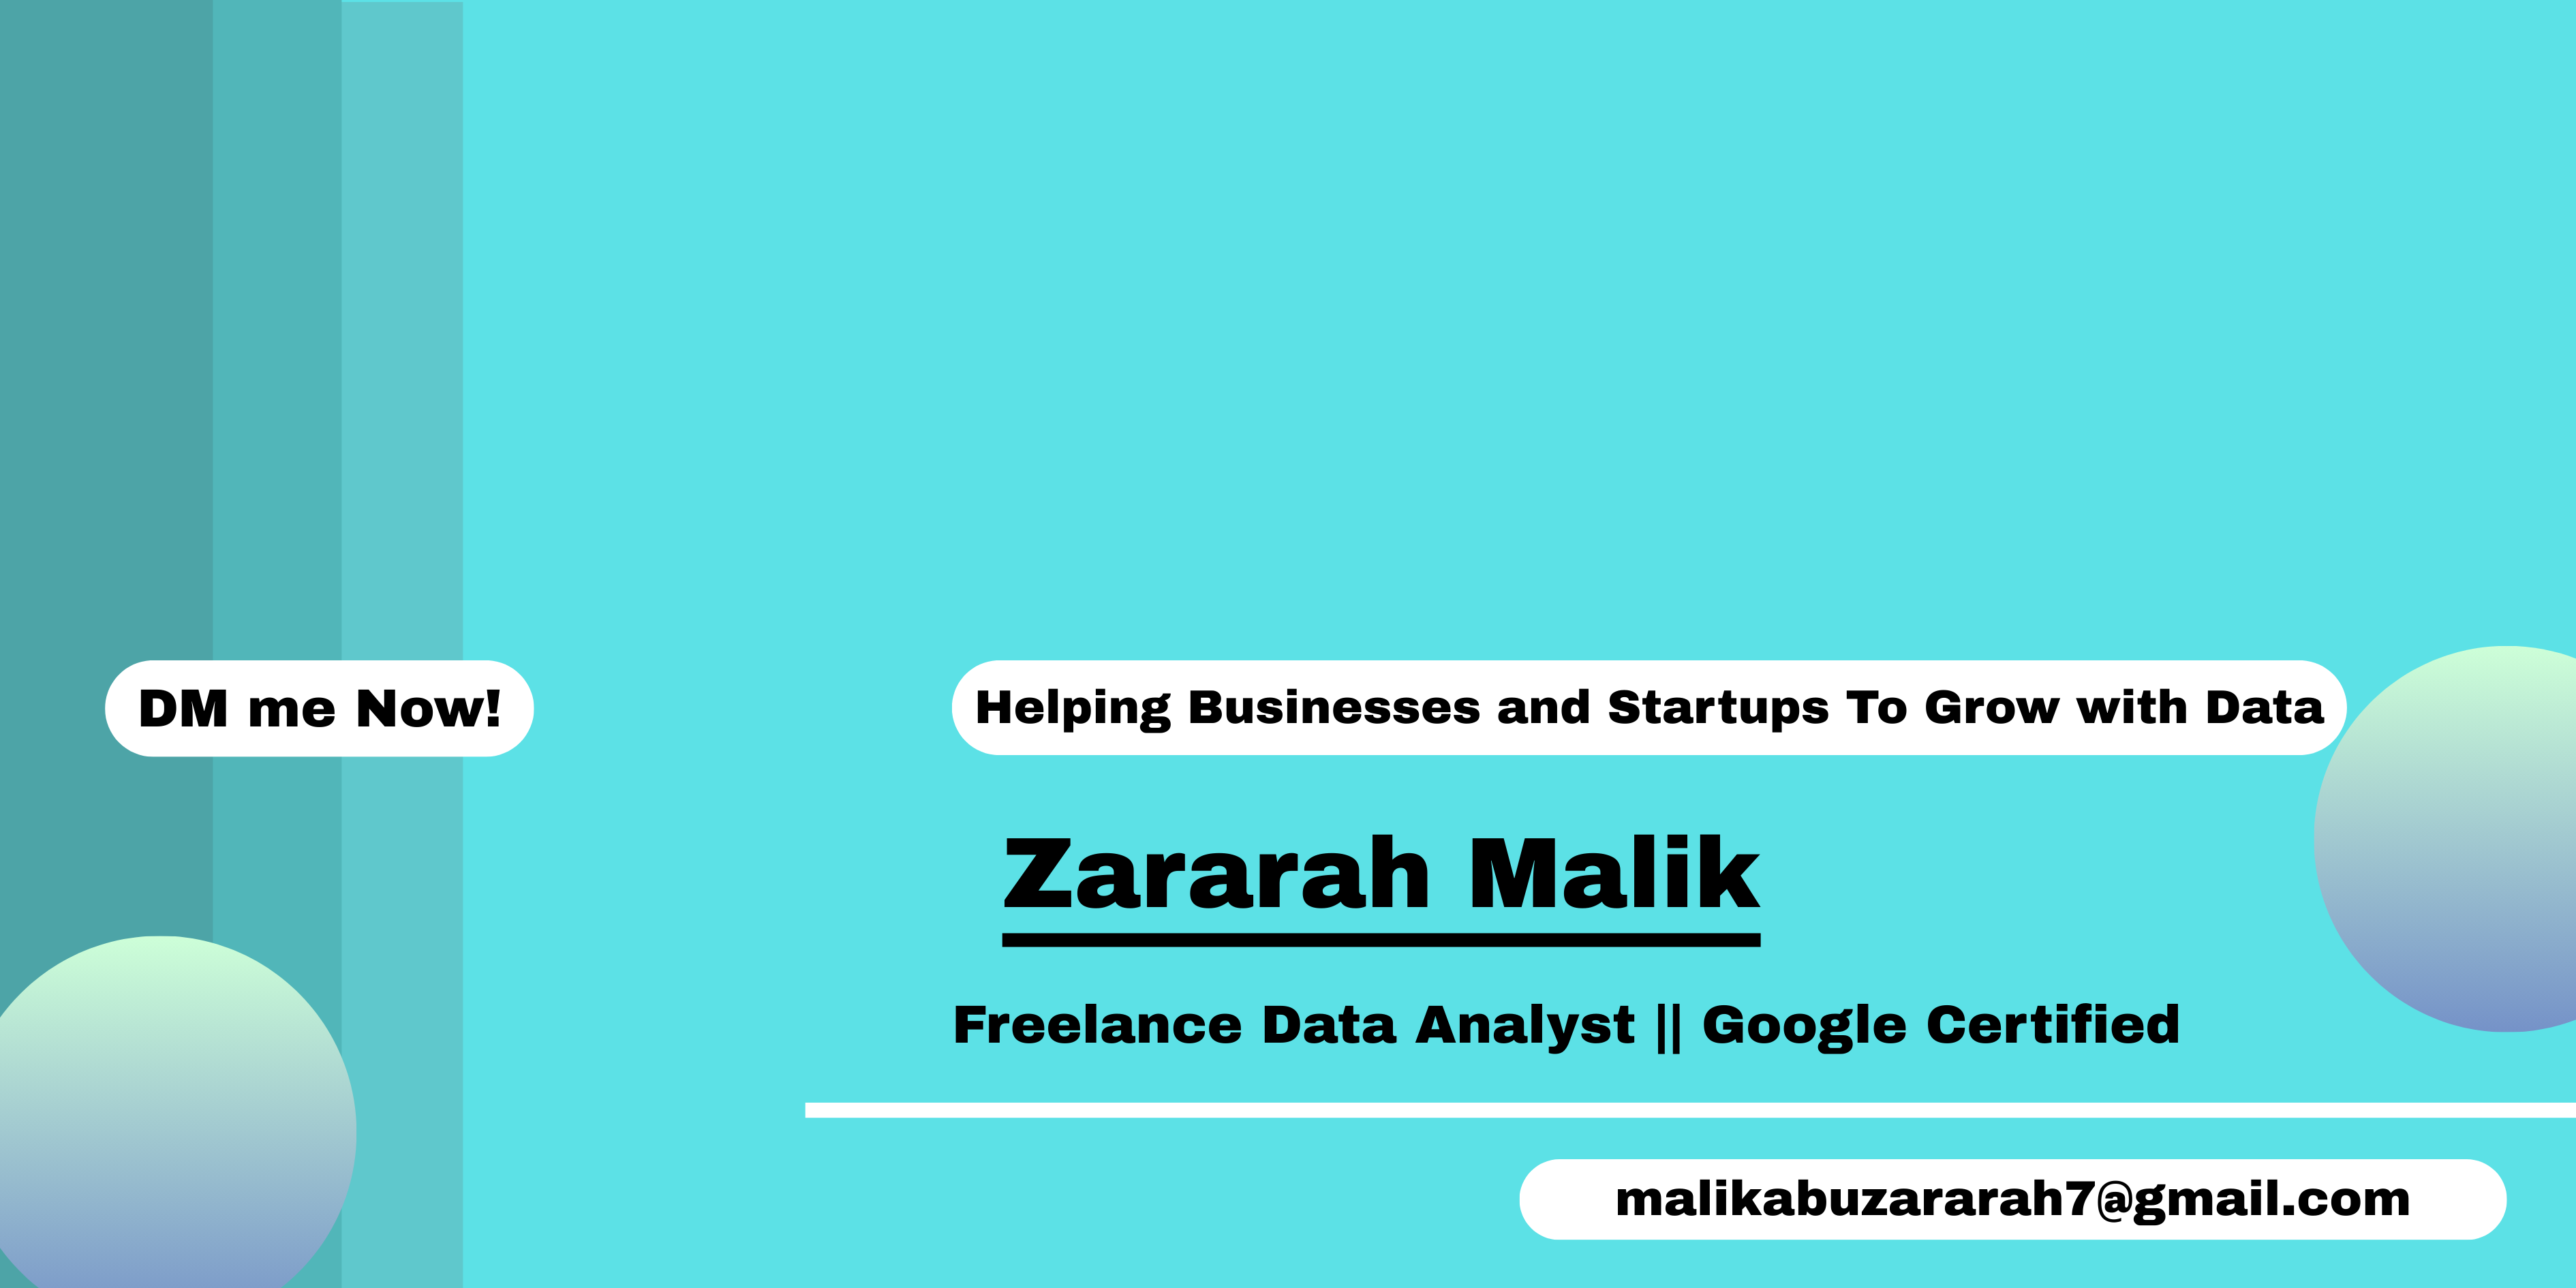 DM me Now!
Helping Businesses and Startups To Grow with Data
Zararah Malik
Freelance Data Analyst || Google Certified
malikabuzararah7@gmail.com